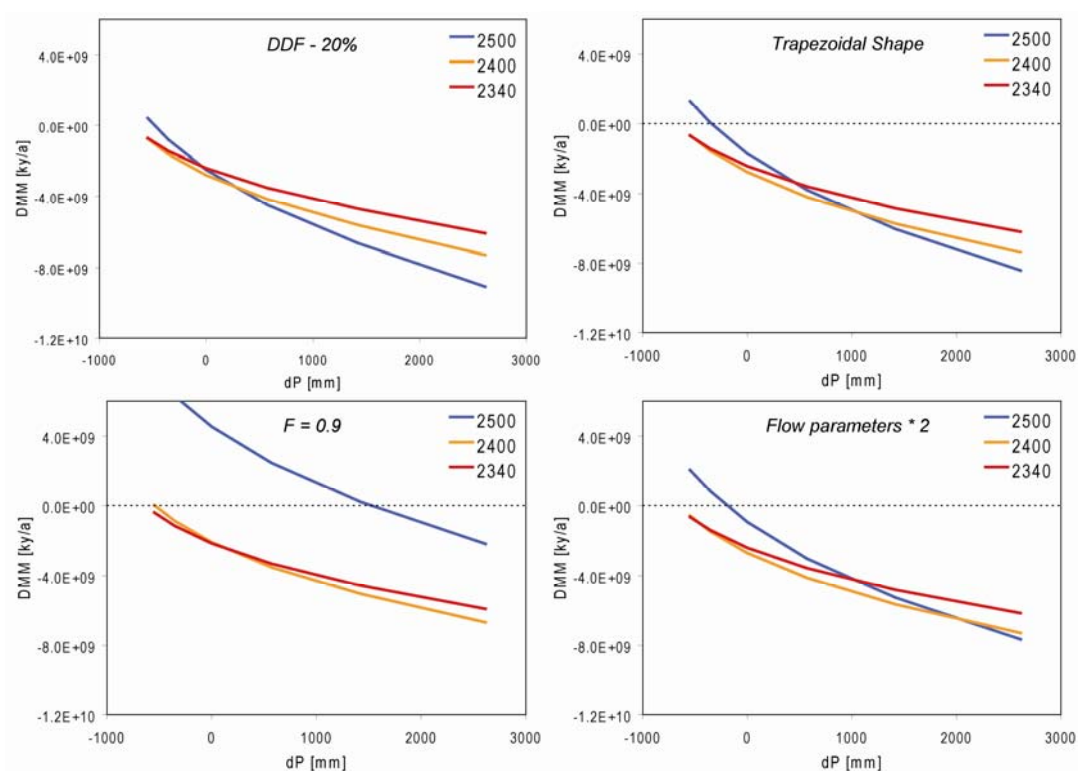 DDF - 20%
2500
2400
2340
4.0E+09
0.0E+00
-4.0E+09
-8.0E+09
-1.2E+10
DMM [ky/a]
-1000
0
1000
2000
3000
dP [mm]
Trapezoidal Shape
2500
2400
2340
4.0E+09
0.0E+00
-4.0E+09
-8.0E+09
-1.2E+10
DMM [ky/a]
-1000
0
1000
2000
3000
dP [mm]
F = 0.9
2500
2400
2340
4.0E+09
0.0E+00
-4.0E+09
-8.0E+09
-1.2E+10
DMM [ky/a]
-1000
0
1000
2000
3000
dP [mm]
Flow parameters * 2
2500
2400
2340
4.0E+09
0.0E+00
-4.0E+09
-8.0E+09
-1.2E+10
DMM [ky/a]
-1000
0
1000
2000
3000
dP [mm]